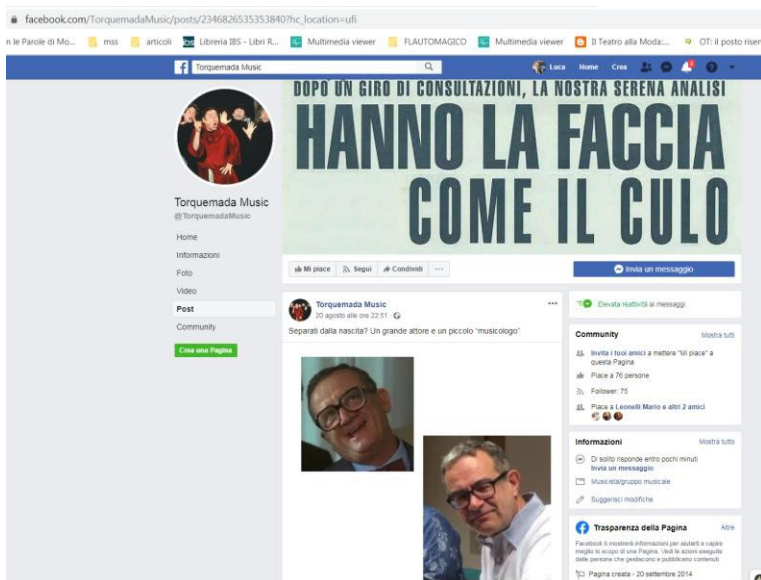 facebook.com/TorquemadaMusic/posts/2346826535353840?hc_location=ufi
n le Parole di Mo...
mss
articoli
Libreria IBS - Libri R...
Multimedia viewer
FLAUTOMAGICO
Multimedia viewer
Il Teatro alla Moda:...
OT: il posto riser
Torquemada Music
Luca
Home
Crea
DOPO UN GIRO DI CONSULTAZIONI, LA NOSTRA SERENA ANALISI
HANNO LA FACCIA
COME IL CULO
Torquemada Music
@TorquemadaMusic
Home
Informazioni
Foto
Video
Post
Community
Crea una Pagina
Mi piace
Segui
Condividi
Invia un messaggio
Torquemada Music
20 agosto alle ore 22:51
Separati dalla nascita? Un grande attore e un piccolo "musicologo"
Elevata reattività ai messaggi
Community
Mostra tutti
Invita i tuoi amici a mettere "Mi piace" a
questa Pagina
Piace a 76 persone
Follower: 75
Piace a Leonelli Mario e altri 2 amici
Informazioni
Mostra tutto
Di solito risponde entro pochi minuti
Invia un messaggio
Musicista/gruppo musicale
Suggerisci modifiche
Trasparenza della Pagina
Altre
Facebook ti mostrerà informazioni per aiutarti a capire
meglio lo scopo di una Pagina. Vedi le azioni eseguite
dalle persone che gestiscono e pubblicano contenuti
Pagina creata - 20 settembre 2014